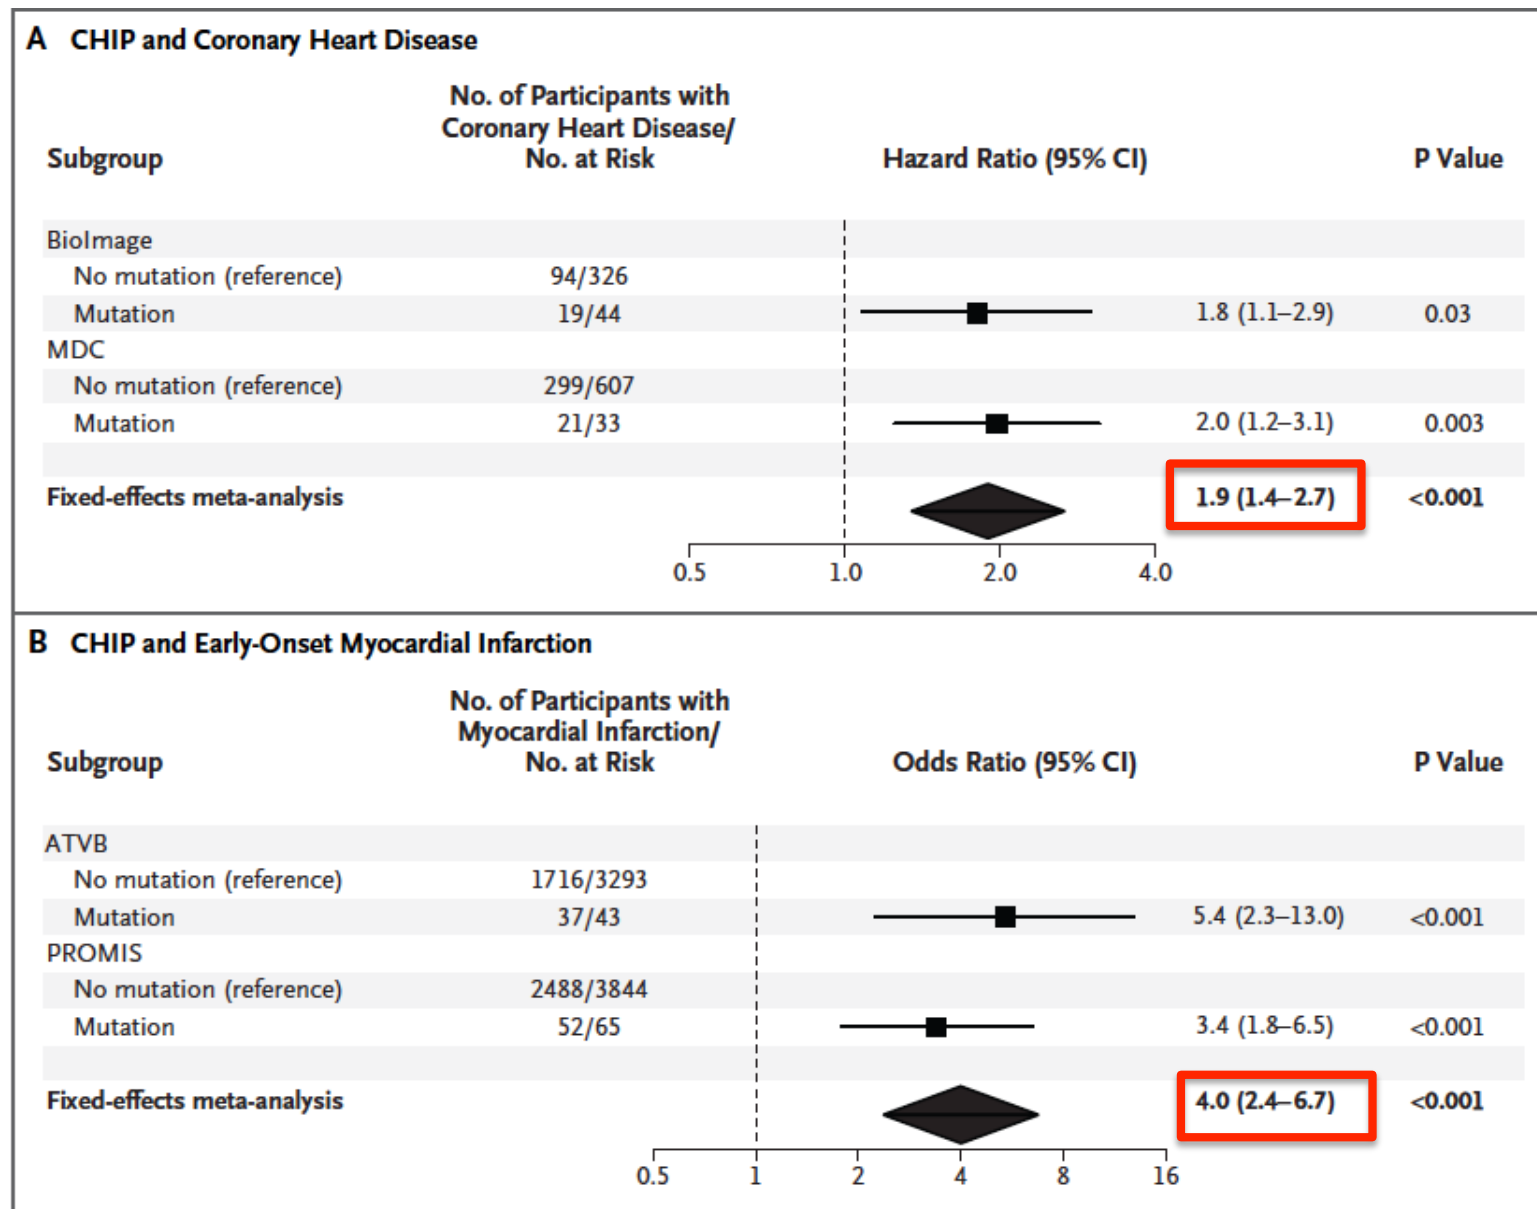 A CHIP and Coronary Heart Disease
No. of Participants with
Coronary Heart Disease/
Subgroup No. at Risk Hazard Ratio (95% CI) P Value
BioImage
No mutation (reference) 94/326
Mutation 19/44 1.8 (1.1–2.9) 0.03
MDC
No mutation (reference) 299/607
Mutation 21/33 2.0 (1.2–3.1) 0.003
Fixed-effects meta-analysis 1.9 (1.4–2.7) <0.001
0.5 1.0 2.0 4.0
B CHIP and Early-Onset Myocardial Infarction
No. of Participants with
Myocardial Infarction/
Subgroup No. at Risk Odds Ratio (95% CI) P Value
ATVB
No mutation (reference) 1716/3293
Mutation 37/43 5.4 (2.3–13.0) <0.001
PROMIS
No mutation (reference) 2488/3844
Mutation 52/65 3.4 (1.8–6.5) <0.001
Fixed-effects meta-analysis 4.0 (2.4–6.7) <0.001
0.5 1 2 4 8 16